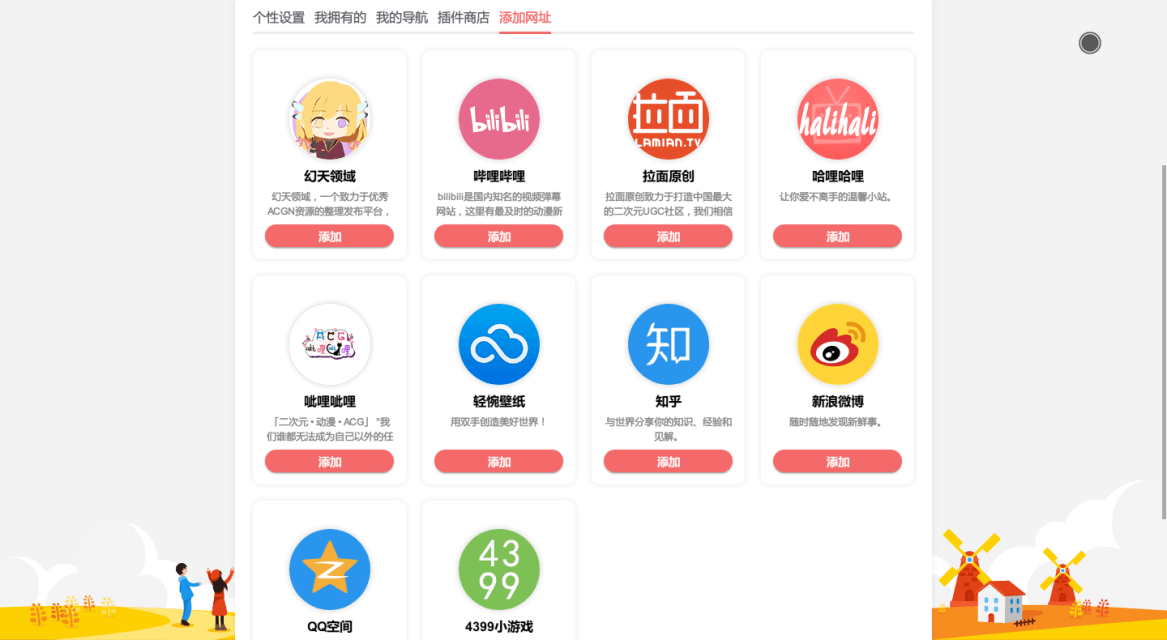 个性设置 我拥有的 我的导航 插件商店 添加网址
bilibili
拉面
LAMIAN.TV
halihali
幻天领域
哔哩哔哩
拉面原创
哈哩哈哩
幻天领域，一个致力于优秀
ACGN资源的整理发布平台，
bilibili是国内知名的视频弹幕
网站，这里有最及时的动漫新
拉面原创致力于打造中国最大
的二次元UGC社区，我们相信
让你爱不离手的温馨小站。
添加
添加
添加
添加
ACG
知
呲哩呲哩
轻惋壁纸
知乎
新浪微博
「二次元•动漫•ACG」 "我
们谁都无法成为自己以外的任
用双手创造美好世界！
与世界分享你的知识、经验和
见解。
随时随地发现新鲜事。
添加
添加
添加
添加
43
99
QQ空间
4399小游戏